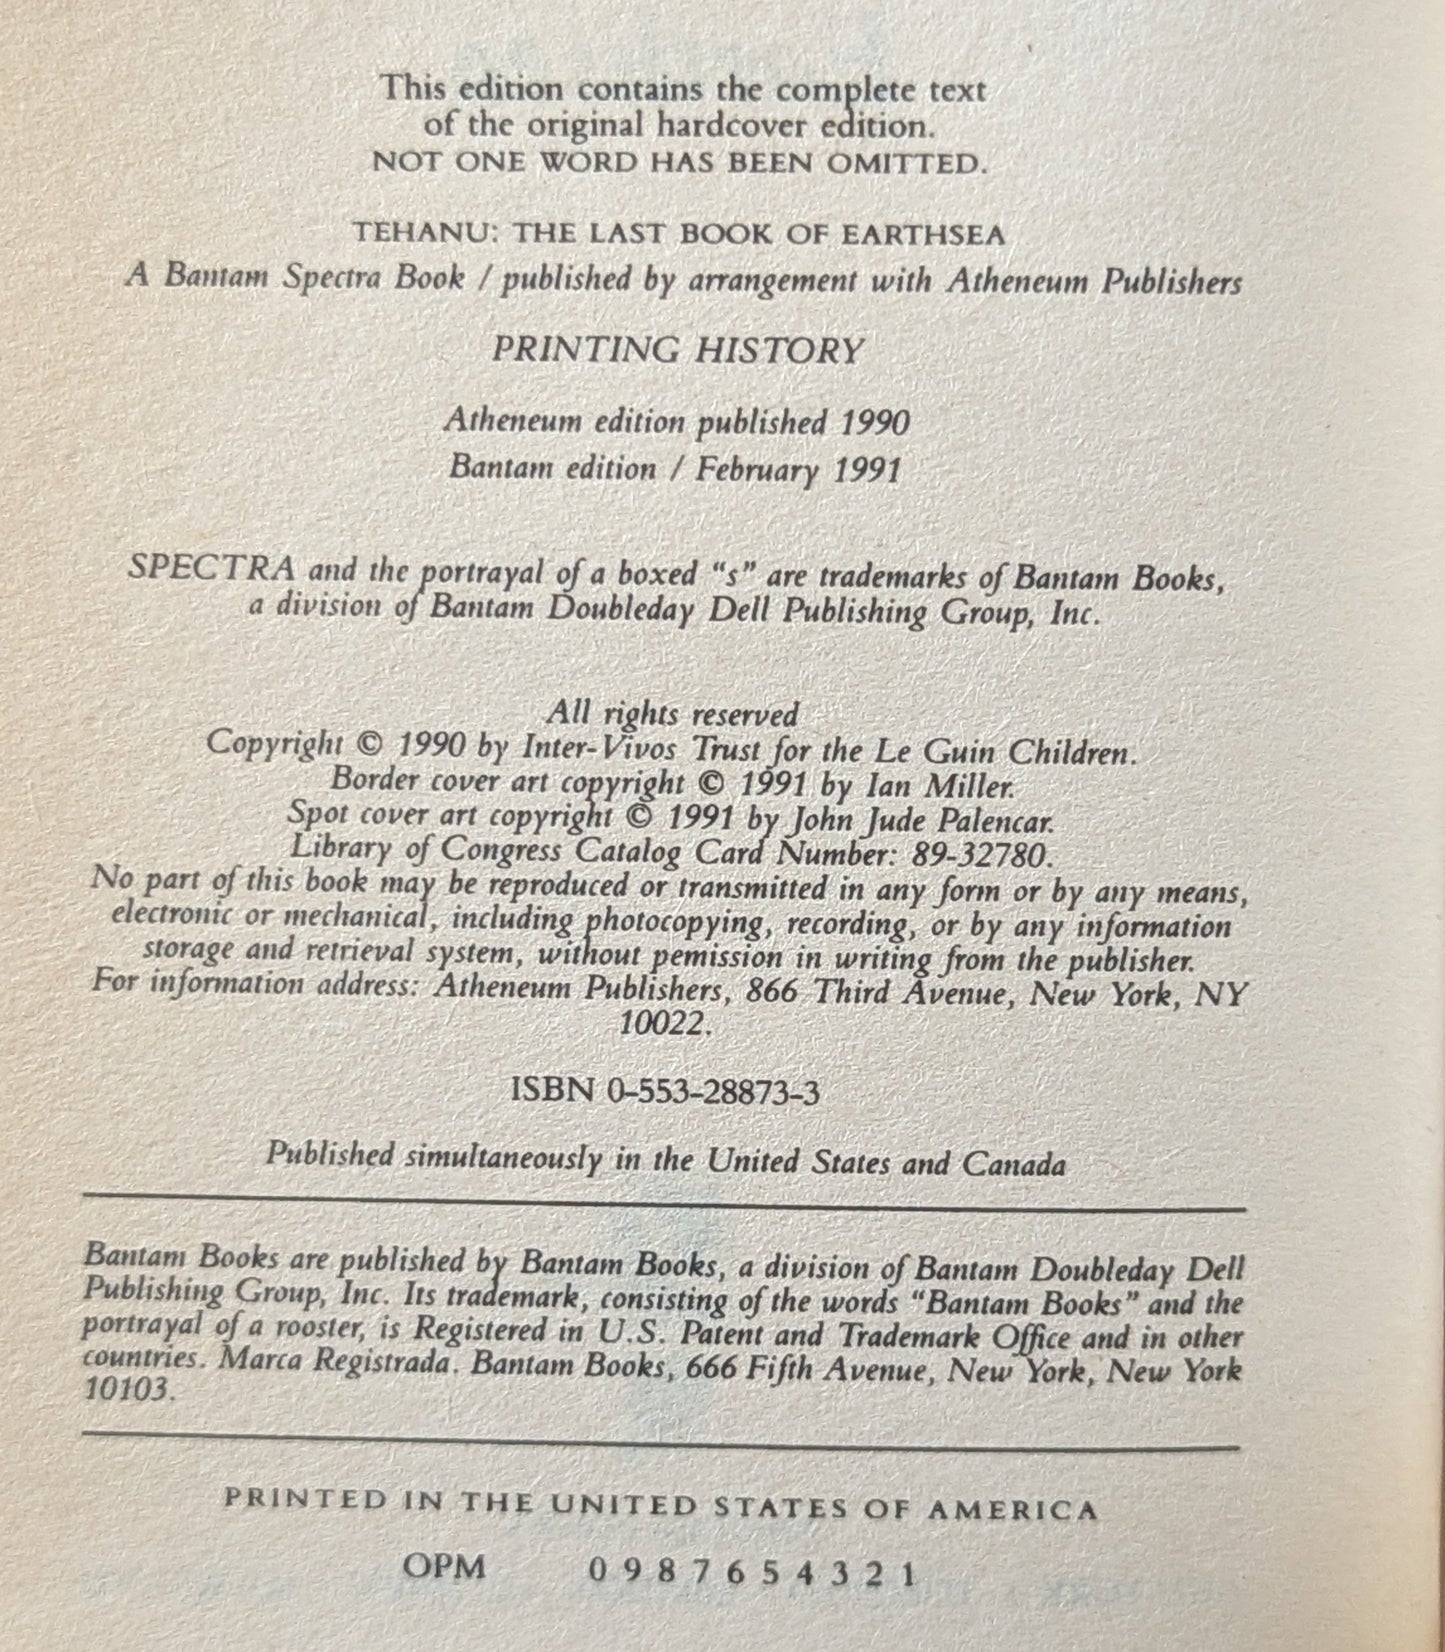 This edition contains the complete text
of the original hardcover edition.
NOT ONE WORD HAS BEEN OMITTED.
TEHANU: THE LAST BOOK OF EARTHSEA
A Bantam Spectra Book / published by arrangement with Atheneum Publishers
PRINTING HISTORY
Atheneum edition published 1990
Bantam edition / February 1991
SPECTRA and the portrayal of a boxed “s” are trademarks of Bantam Books,
a division of Bantam Doubleday Dell Publishing Group, Inc.
All rights reserved
Copyright © 1990 by Inter-Vivos Trust for the Le Guin Children.
Border cover art copyright © 1991 by Ian Miller.
Spot cover art copyright © 1991 by John Jude Palencar.
Library of Congress Catalog Card Number: 89-32780.
No part of this book may be reproduced or transmitted in any form or by any means,
electronic or mechanical, including photocopying, recording, or by any information
storage and retrieval system, without pemission in writing from the publisher.
For information address: Atheneum Publishers, 866 Third Avenue, New York, NY
10022.
ISBN 0-553-28873-3
Published simultaneously in the United States and Canada
Bantam Books are published by Bantam Books, a division of Bantam Doubleday Dell
Publishing Group, Inc. Its trademark, consisting of the words “Bantam Books” and the
portrayal of a rooster, is Registered in U.S. Patent and Trademark Office and in other
countries. Marca Registrada. Bantam Books, 666 Fifth Avenue, New York, New York
10103.
PRINTED IN THE UNITED STATES OF AMERICA
OPM 0 9 8 7 6 5 4 3 2 1